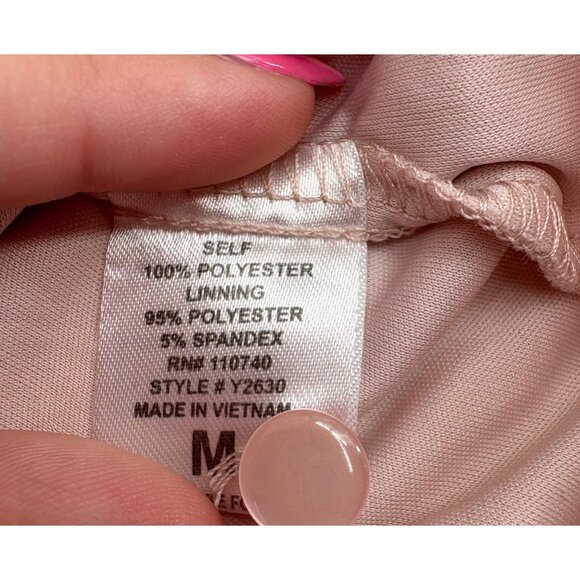 SELF
100% POLYESTER
LINNING
95% POLYESTER
5% SPANDEX
RN# 110740
STYLE # Y2630
MADE IN VIETNAM
M